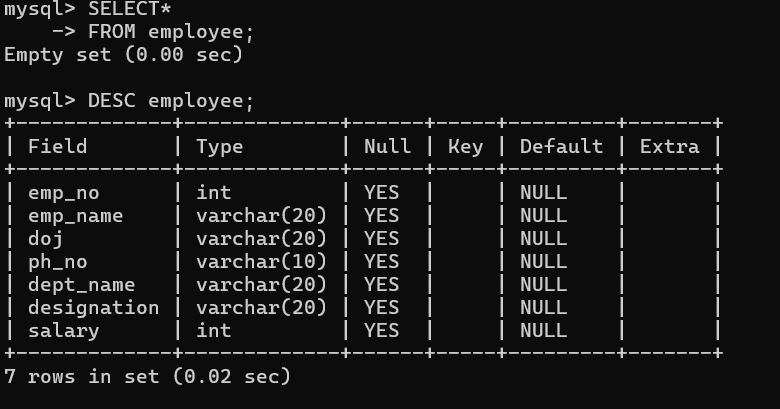 mysql> SELECT*
    -> FROM employee;
Empty set (0.00 sec)

mysql> DESC employee;
+-------------+-------------+------+-----+---------+-------+
| Field       | Type        | Null | Key | Default | Extra |
+-------------+-------------+------+-----+---------+-------+
| emp_no      | int         | YES  |     | NULL    |       |
| emp_name    | varchar(20) | YES  |     | NULL    |       |
| doj         | varchar(20) | YES  |     | NULL    |       |
| ph_no       | varchar(10) | YES  |     | NULL    |       |
| dept_name   | varchar(20) | YES  |     | NULL    |       |
| designation | varchar(20) | YES  |     | NULL    |       |
| salary      | int         | YES  |     | NULL    |       |
+-------------+-------------+------+-----+---------+-------+
7 rows in set (0.02 sec)